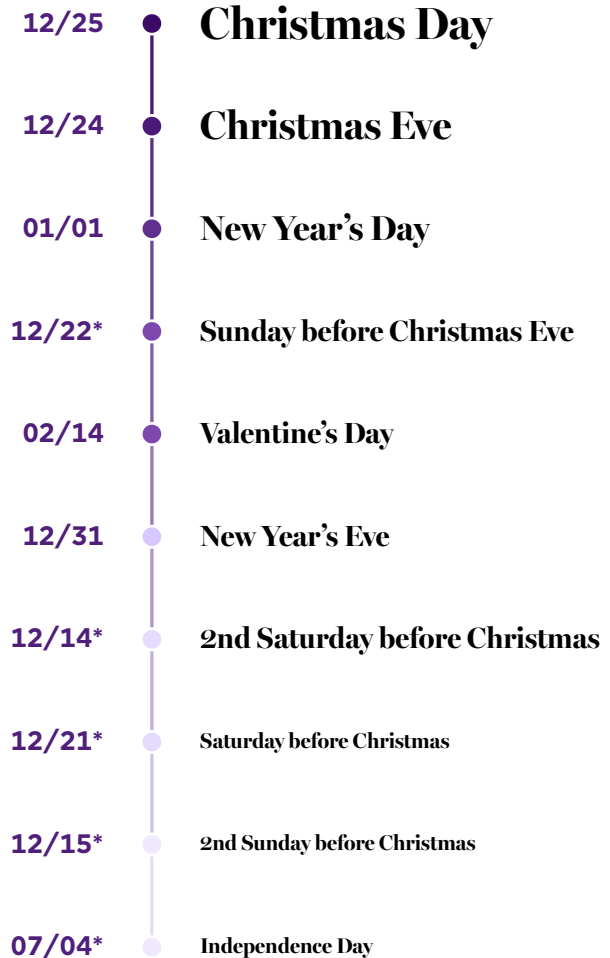 12/25 Christmas Day
12/24 Christmas Eve
01/01 New Year’s Day
12/22* Sunday before Christmas Eve
02/14 Valentine’s Day
12/31 New Year’s Eve
12/14* 2nd Saturday before Christmas
12/21* Saturday before Christmas
12/15* 2nd Sunday before Christmas
07/04* Independence Day